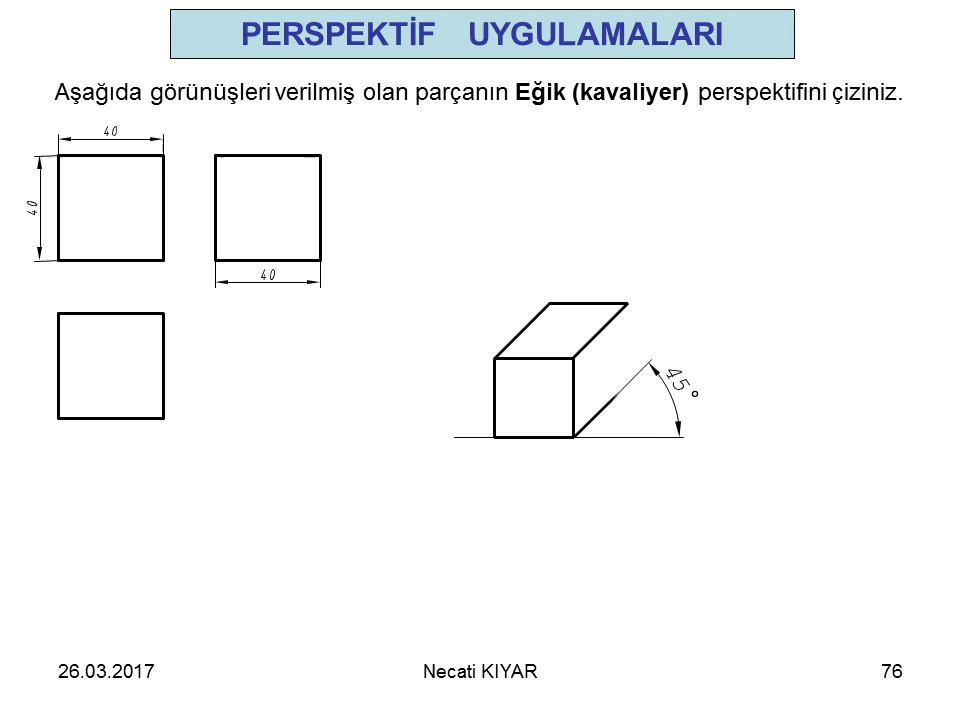 PERSPEKTİF UYGULAMALARI
Aşağıda görünüşleri verilmiş olan parçanın Eğik (kavaliyer) perspektifini çiziniz.
40
40
40
45°
26.03.2017
Necati KIYAR
76